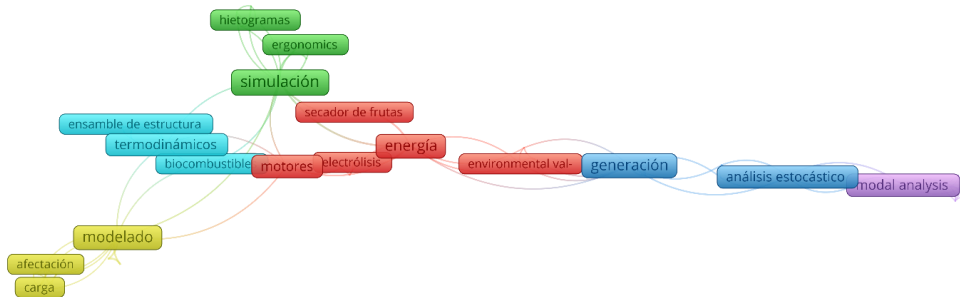 hietogramas
ergonomics
simulación
secador de frutas
ensamble de estructura
termodinámicos
energía
biocombustible
motores
electrólisis
environmental val-
generación
análisis estocástico
modal analysis
modelado
afectación
carga